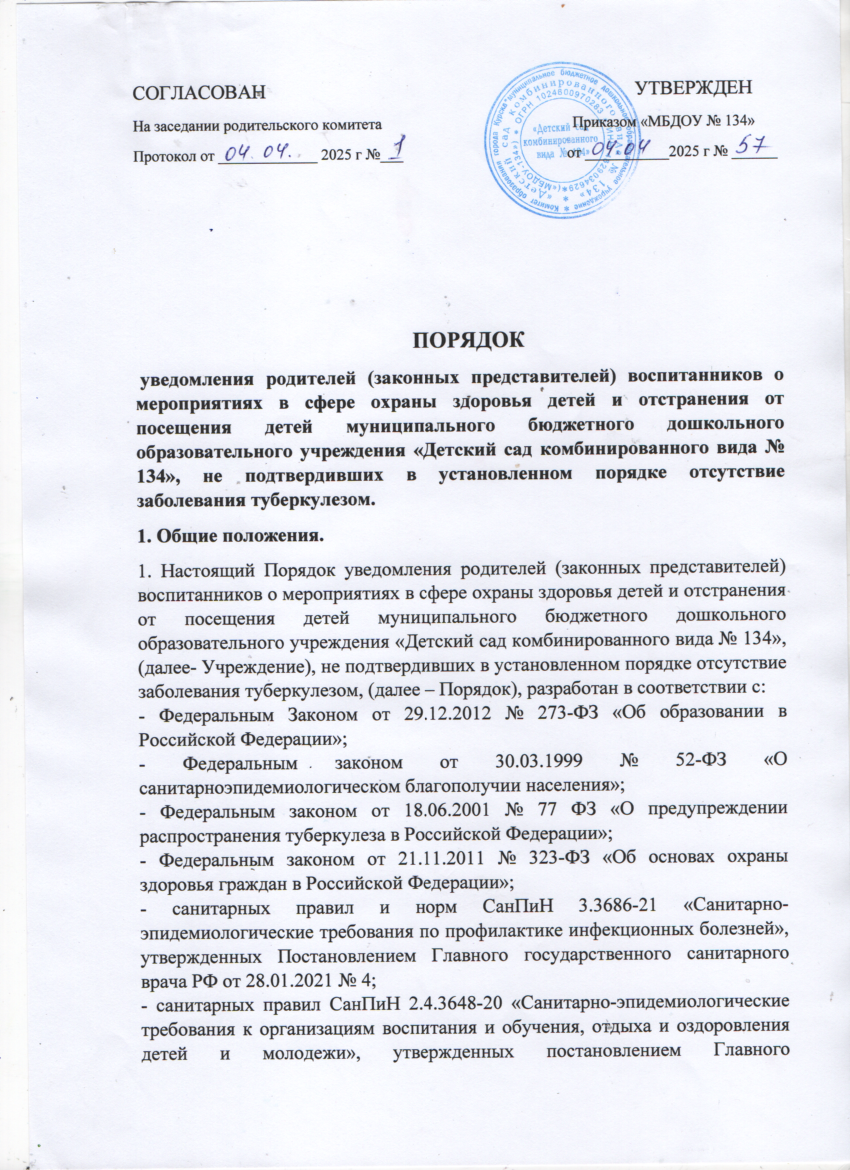 СОГЛАСОВАН
УТВЕРЖДЕН
На заседании родительского комитета
Приказом «МБДОУ № 134»
Протокол от 04. 04. 2025 г № 1
от 04.04 2025 г № 57
«Детский сад
комбинированного
вида № 134»
ПОРЯДОК
уведомления родителей (законных представителей) воспитанников о
мероприятиях в сфере охраны здоровья детей и отстранения от
посещения детей муниципального бюджетного дошкольного
образовательного учреждения «Детский сад комбинированного вида №
134», не подтвердивших в установленном порядке отсутствие
заболевания туберкулезом.
1. Общие положения.
1. Настоящий Порядок уведомления родителей (законных представителей)
воспитанников о мероприятиях в сфере охраны здоровья детей и отстранения
от посещения детей муниципального бюджетного дошкольного
образовательного учреждения «Детский сад комбинированного вида № 134»,
(далее- Учреждение), не подтвердивших в установленном порядке отсутствие
заболевания туберкулезом, (далее – Порядок), разработан в соответствии с:
- Федеральным Законом от 29.12.2012 № 273-ФЗ «Об образовании в
Российской Федерации»;
- Федеральным законом от 30.03.1999 № 52-ФЗ «О
санитарноэпидемиологическом благополучии населения»;
- Федеральным законом от 18.06.2001 № 77 ФЗ «О предупреждении
распространения туберкулеза в Российской Федерации»;
- Федеральным законом от 21.11.2011 № 323-ФЗ «Об основах охраны
здоровья граждан в Российской Федерации»;
- санитарных правил и норм СанПиН 3.3686-21 «Санитарно-
эпидемиологические требования по профилактике инфекционных болезней»,
утвержденных Постановлением Главного государственного санитарного
врача РФ от 28.01.2021 № 4;
- санитарных правил СанПиН 2.4.3648-20 «Санитарно-эпидемиологические
требования к организациям воспитания и обучения, отдыха и оздоровления
детей и молодежи», утвержденных постановлением Главного